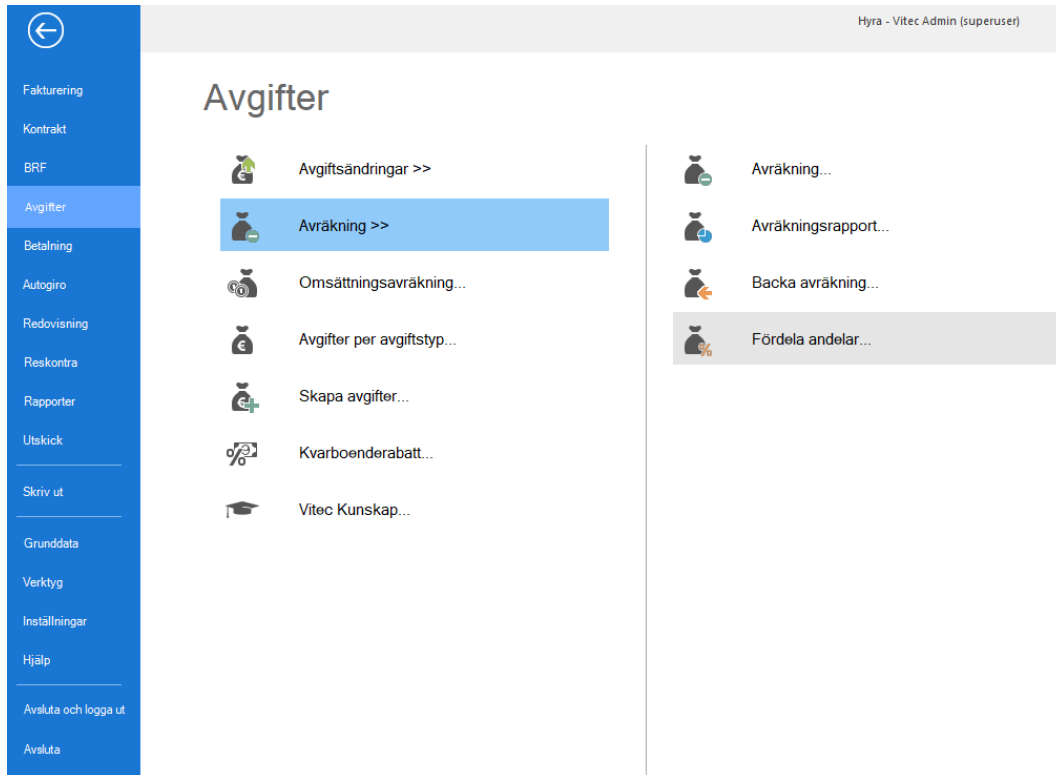 Hyra - Vitec Admin (superuser)
Fakturering
Kontrakt
BRF
Avgifter
Betalning
Autogiro
Redovisning
Reskontra
Rapporter
Utskick
Skriv ut
Grunddata
Verktyg
Inställningar
Hjälp
Avsluta och logga ut
Avsluta
Avgifter
Avgiftsändringar >>
Avräkning >>
Omsättningsavräkning...
Avgifter per avgiftstyp...
Skapa avgifter...
Kvarboenderabatt...
Vitec Kunskap...
Avräkning...
Avräkningsrapport...
Backa avräkning...
Fördela andelar...